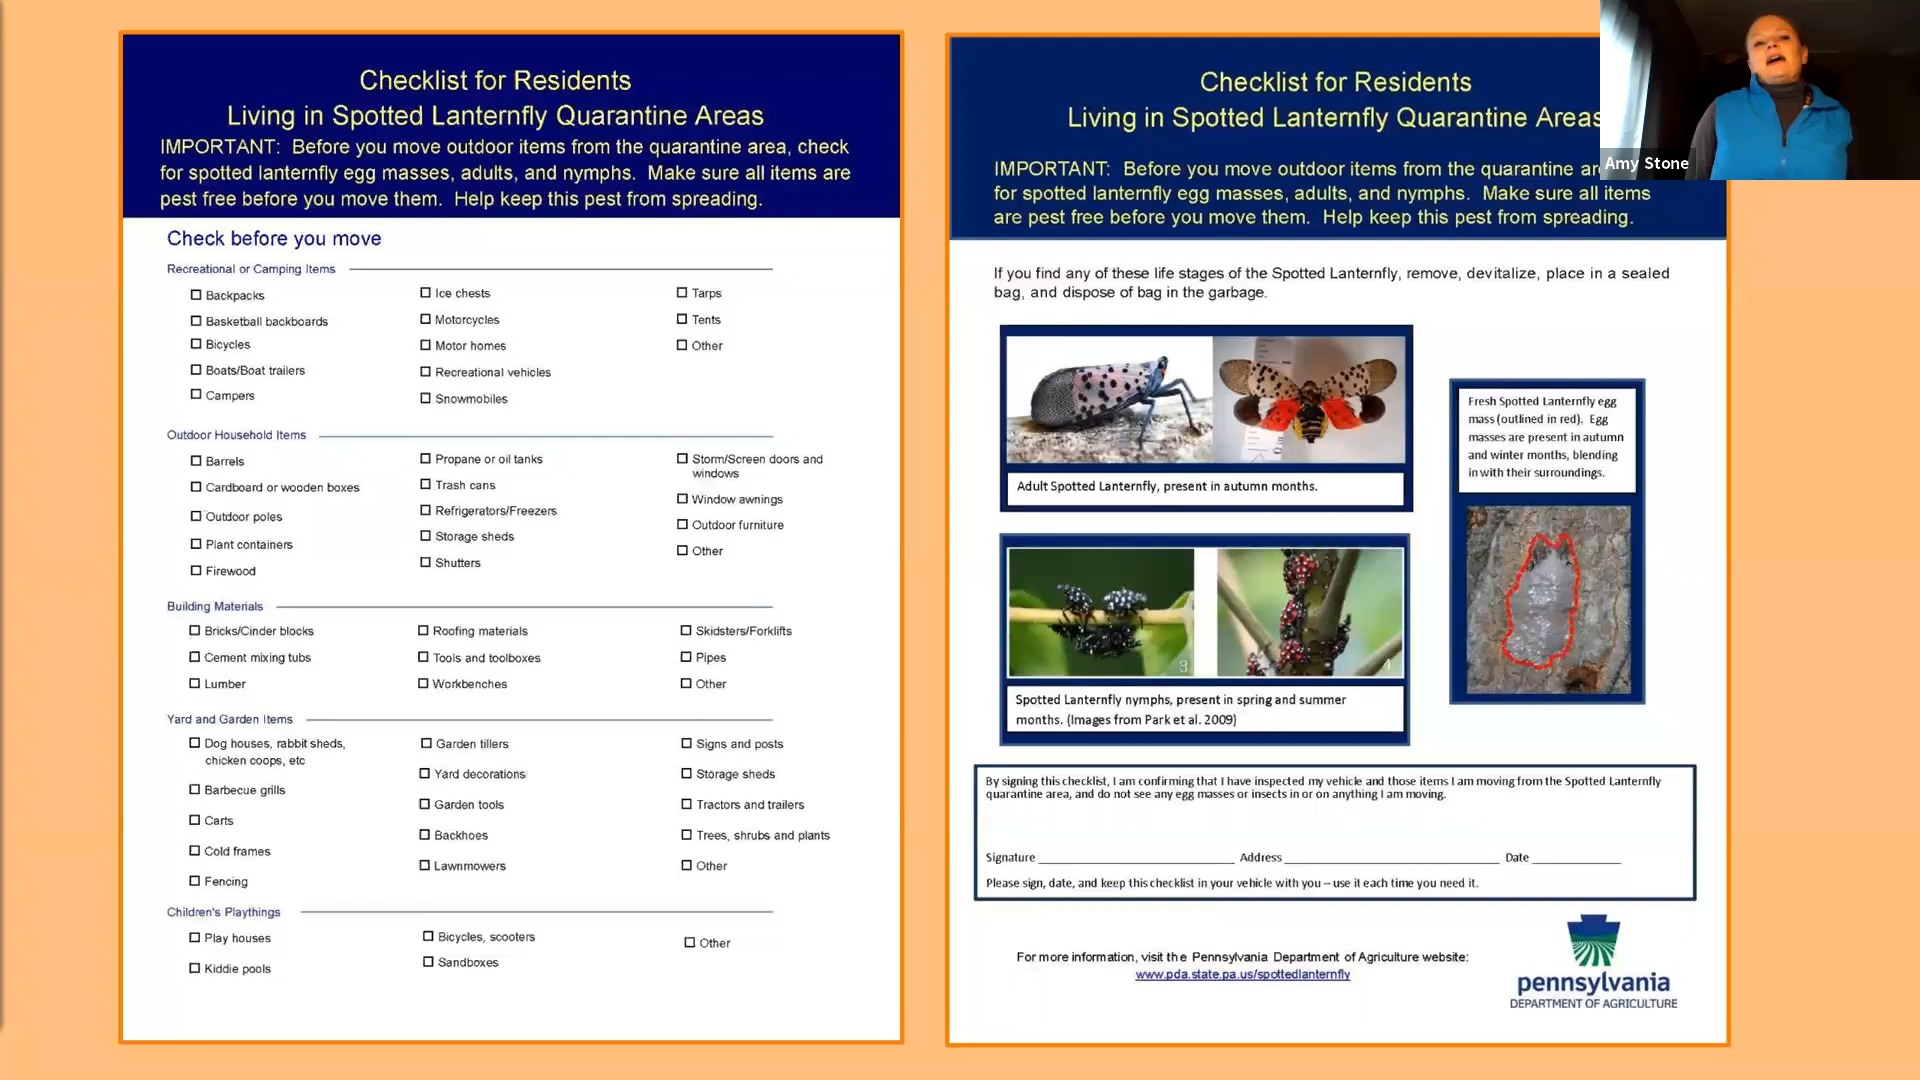 Checklist for Residents
Living in Spotted Lanternfly Quarantine Areas
IMPORTANT: Before you move outdoor items from the quarantine area, check
for spotted lanternfly egg masses, adults, and nymphs. Make sure all items are
pest free before you move them. Help keep this pest from spreading.
Check before you move
Recreational or Camping Items
Backpacks
Basketball backboards
Bicycles
Boats/Boat trailers
Campers
Ice chests
Motorcycles
Motor homes
Recreational vehicles
Snowmobiles
Tarps
Tents
Other
Outdoor Household Items
Barrels
Cardboard or wooden boxes
Outdoor poles
Plant containers
Firewood
Propane or oil tanks
Trash cans
Refrigerators/Freezers
Storage sheds
Shutters
Storm/Screen doors and
windows
Window awnings
Outdoor furniture
Other
Building Materials
Bricks/Cinder blocks
Cement mixing tubs
Lumber
Roofing materials
Tools and toolboxes
Workbenches
Skidsters/Forklifts
Pipes
Other
Yard and Garden Items
Dog houses, rabbit sheds,
chicken coops, etc
Barbecue grills
Carts
Cold frames
Fencing
Garden tillers
Yard decorations
Garden tools
Backhoes
Lawnmowers
Signs and posts
Storage sheds
Tractors and trailers
Trees, shrubs and plants
Other
Children's Playthings
Play houses
Kiddie pools
Bicycles, scooters
Sandboxes
Other
Checklist for Residents
Living in Spotted Lanternfly Quarantine Areas
IMPORTANT: Before you move outdoor items from the quarantine
for spotted lanternfly egg masses, adults, and nymphs. Make sure all items
are pest free before you move them. Help keep this pest from spreading.
If you find any of these life stages of the Spotted Lanternfly, remove, devitalize, place in a sealed
bag, and dispose of bag in the garbage.
Adult Spotted Lanternfly, present in autumn months.
3
4
Spotted Lanternfly nymphs, present in spring and summer
months. (Images from Park et al. 2009)
Fresh Spotted Lanternfly egg
mass (outlined in red). Egg
masses are present in autumn
and winter months, blending
in with their surroundings.
By signing this checklist, I am confirming that I have inspected my vehicle and those items I am moving from the Spotted Lanternfly
quarantine area, and do not see any egg masses or insects in or on anything I am moving.
Signature Address Date
Please sign, date, and keep this checklist in your vehicle with you – use it each time you need it.
For more information, visit the Pennsylvania Department of Agriculture website:
www.pda.state.pa.us/spottedlanternfly
pennsylvania
DEPARTMENT OF AGRICULTURE
Amy Stone